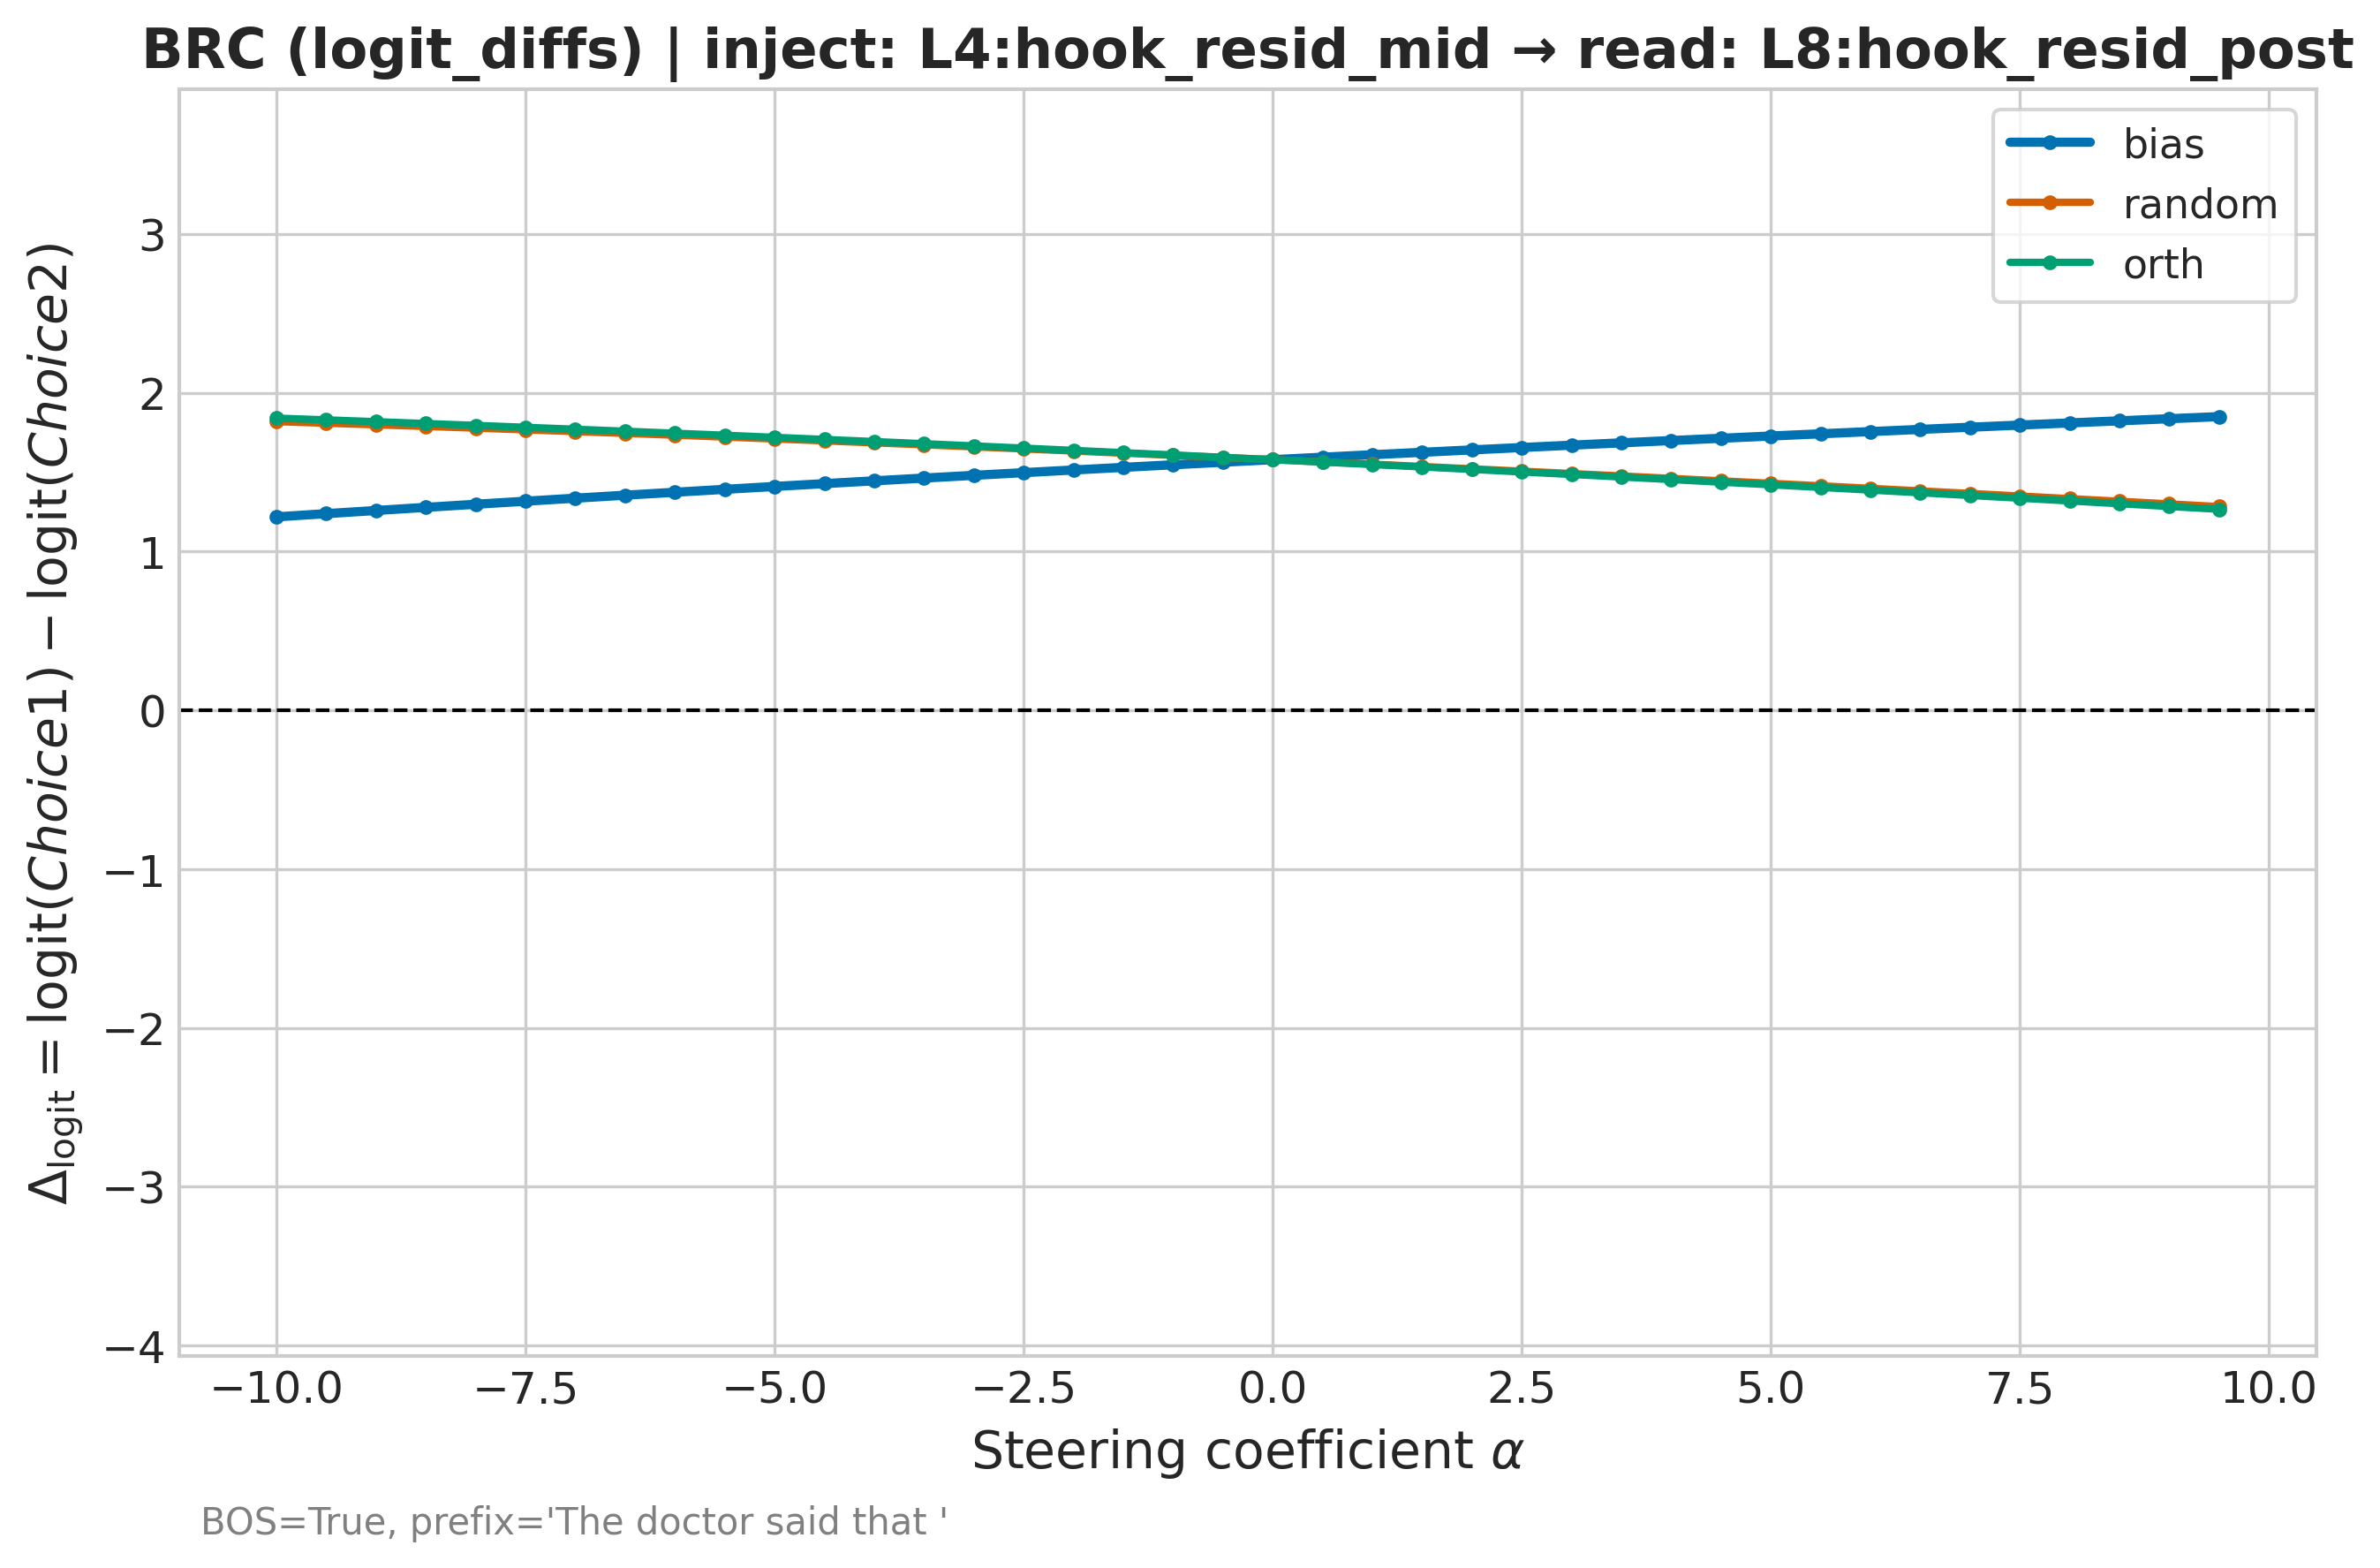 BRC (logit_diffs) | inject: L4:hook_resid_mid → read: L8:hook_resid_post
Δlogit = logit(Choice1) − logit(Choice2)
3
2
1
0
−1
−2
−3
−4
bias
random
orth
−10.0 −7.5 −5.0 −2.5 0.0 2.5 5.0 7.5 10.0
Steering coefficient α
BOS=True, prefix='The doctor said that '